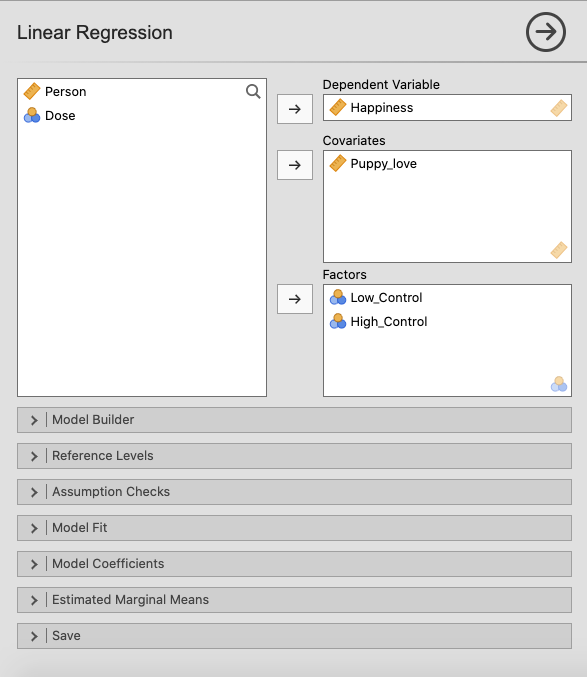 Linear Regression
Person
Dose
Dependent Variable
Happiness
Covariates
Puppy_love
Factors
Low_Control
High_Control
Model Builder
Reference Levels
Assumption Checks
Model Fit
Model Coefficients
Estimated Marginal Means
Save